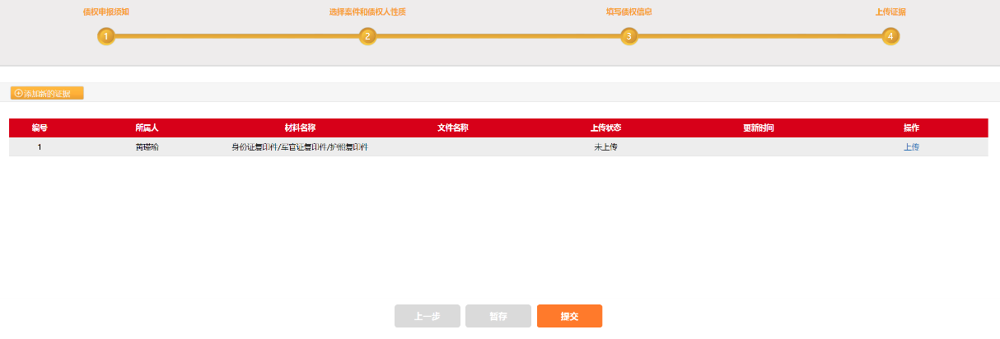 债权申报须知 选择案件和债权人性质 填写债权信息 上传证据
1 2 3 4
添加新的证据
编号 所属人 材料名称 文件名称 上传状态 更新时间 操作
1 黄瑾瑜 身份证复印件/军官证复印件/护照复印件 未上传 上传
上一步 暂存 提交